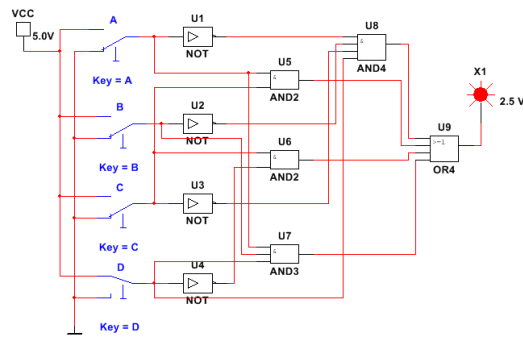 VCC
5.0V
A
Key = A
U1
NOT
U5
&
AND2
U8
&
AND4
X1
2.5 V
B
Key = B
U2
NOT
U6
&
AND2
U9
>=1
OR4
C
Key = C
U3
NOT
U7
&
AND3
D
Key = D
U4
NOT